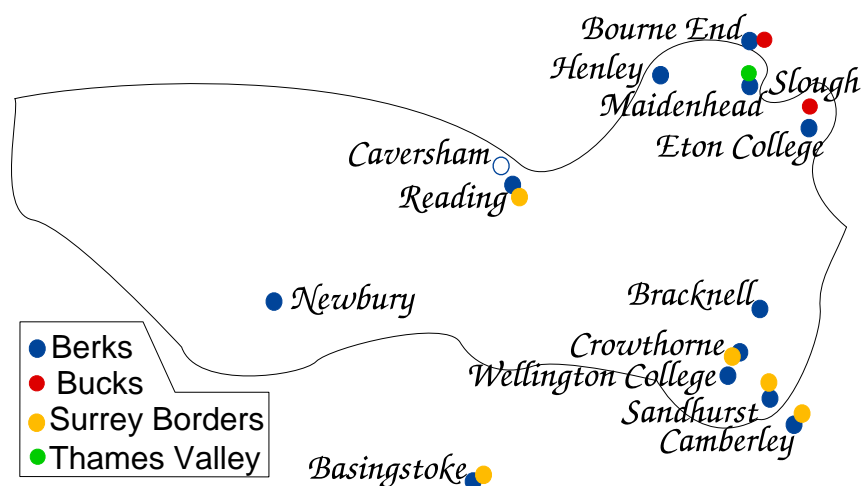 Bourne End
Henley
Slough
Maidenhead
Eton College
Caversham
Reading
Newbury
Bracknell
Crowthorne
Wellington College
Sandhurst
Camberley
Basingstoke
Berks
Bucks
Surrey Borders
Thames Valley